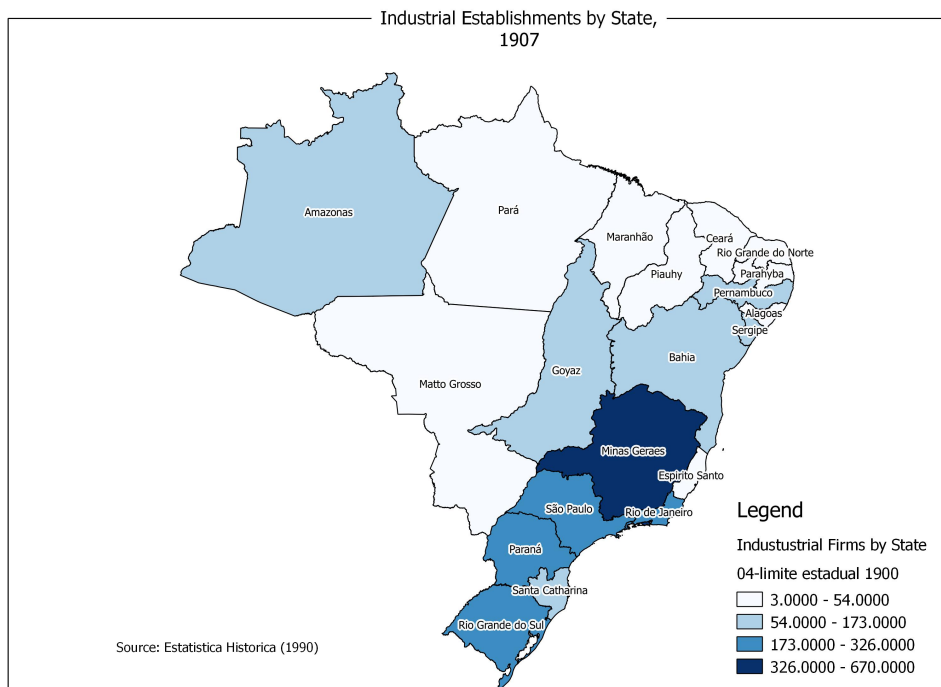 Industrial Establishments by State,
1907
Amazonas
Pará
Maranhão
Ceará
Rio Grande do Norte
Piauhy
Parahyba
Pernambuco
Alagoas
Sergipe
Bahia
Goyaz
Matto Grosso
Minas Geraes
Espirito Santo
São Paulo
Rio de Janeiro
Paraná
Santa Catharina
Rio Grande do Sul
Source: Estatistica Historica (1990)
Legend
Industustrial Firms by State
04-limite estadual 1900
3.0000 - 54.0000
54.0000 - 173.0000
173.0000 - 326.0000
326.0000 - 670.0000